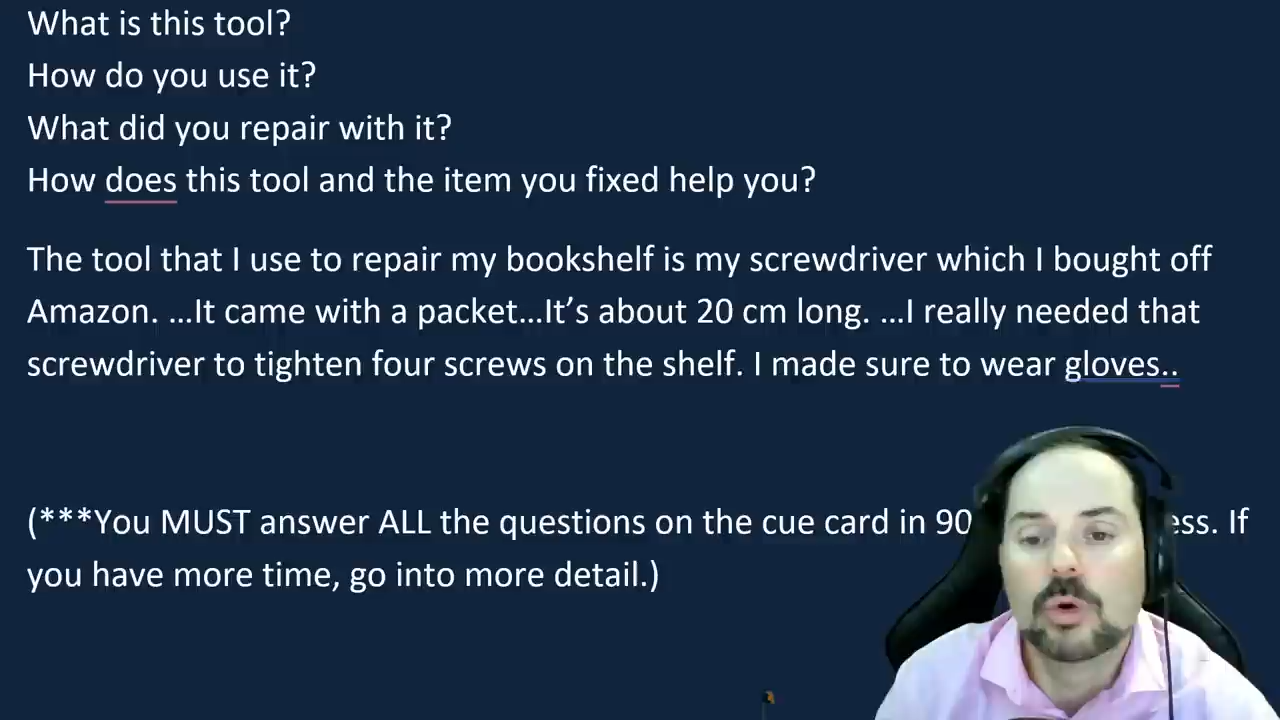 What is this tool?
How do you use it?
What did you repair with it?
How does this tool and the item you fixed help you?
The tool that I use to repair my bookshelf is my screwdriver which I bought off
Amazon. …It came with a packet…It’s about 20 cm long. …I really needed that
screwdriver to tighten four screws on the shelf. I made sure to wear gloves..
(***You MUST answer ALL the questions on the cue card in 90 ess. If
you have more time, go into more detail.)